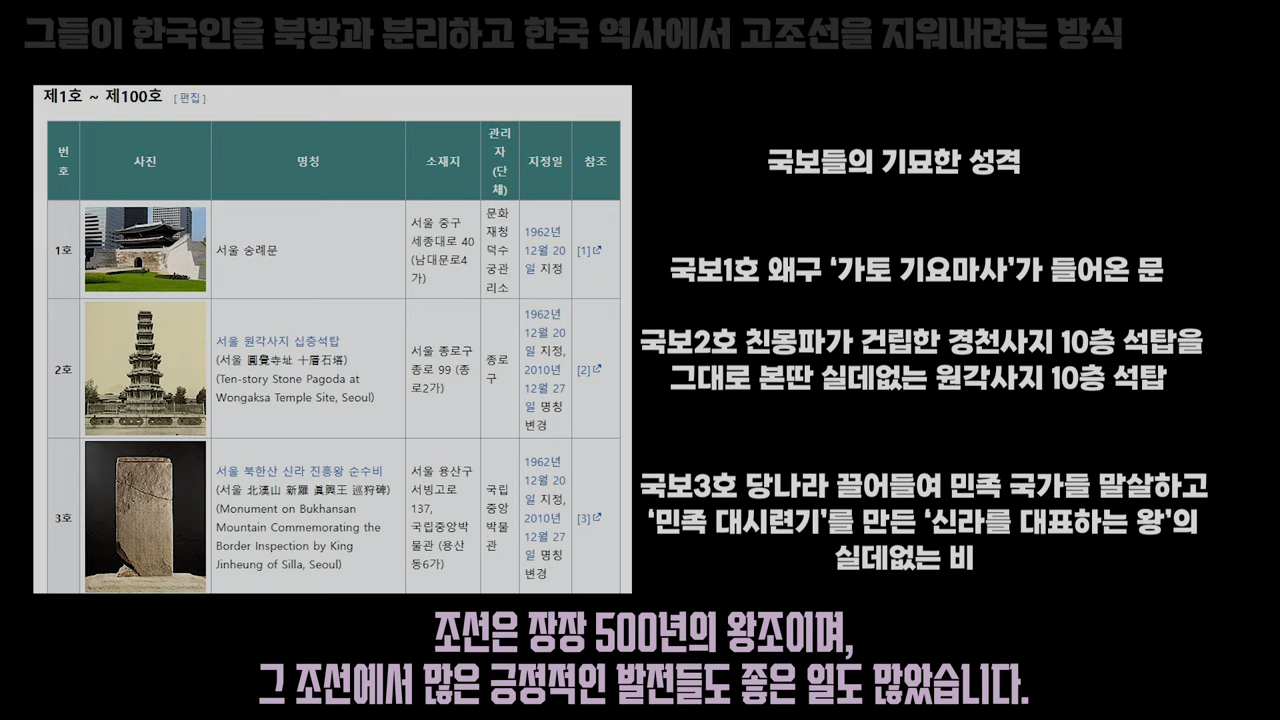 그들이 한국인을 북방과 분리하고 한국 역사에서 고조선을 지워내려는 방식
제1호 ~ 제100호 [편집]
번
호
사진
명칭
소재지
관리
자
(단
체)
지정일
참조
1호
서울 숭례문
서울 중구
세종대로 40
(남대문로4
가)
문화
재청
덕수
궁관
리소
1962년
12월 20
일 지정
[1]
2호
서울 원각사지 십층석탑
(서울 圓覺寺址 十層石塔)
(Ten-story Stone Pagoda at
Wongaksa Temple Site, Seoul)
서울 종로구
종로 99 (종
로2가)
종로
구
1962년
12월 20
일 지정,
2010년
12월 27
일 명칭
변경
[2]
3호
서울 북한산 신라 진흥왕 순수비
(서울 北漢山 新羅 眞興王 巡狩碑)
(Monument on Bukhansan
Mountain Commemorating the
Border Inspection by King
Jinheung of Silla, Seoul)
서울 용산구
서빙고로
137,
국립중앙박
물관 (용산
동6가)
국립
중앙
박물
관
1962년
12월 20
일 지정,
2010년
12월 27
일 명칭
변경
[3]
국보들의 기묘한 성격
국보1호 왜구 ‘가토 기요마사’가 들어온 문
국보2호 친몽파가 건립한 경천사지 10층 석탑을
그대로 본딴 실데없는 원각사지 10층 석탑
국보3호 당나라 끌어들여 민족 국가들 말살하고
‘민족 대시련기’를 만든 ‘신라를 대표하는 왕’의
실데없는 비
조선은 장장 500년의 왕조이며,
그 조선에서 많은 긍정적인 발전들도 좋은 일도 많았습니다.